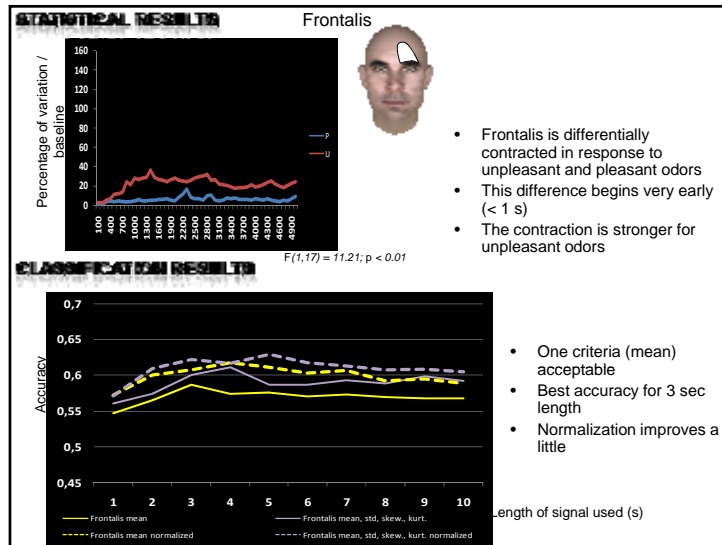 STATISTICAL RESULTS
Frontalis
Percentage of variation /
baseline
160
140
120
100
80
60
40
20
0
P
U
100
400
700
1000
1300
1600
1900
2200
2500
2800
3100
3400
3700
4000
4300
4600
4900
F(1,17) = 11.21; p < 0.01
• Frontalis is differentially
contracted in response to
unpleasant and pleasant odors
• This difference begins very early
(< 1 s)
• The contraction is stronger for
unpleasant odors
CLASSIFICATION RESULTS
Accuracy
0,7
0,65
0,6
0,55
0,5
0,45
1 2 3 4 5 6 7 8 9 10
Length of signal used (s)
Frontalis mean
Frontalis mean, std, skew., kurt.
Frontalis mean normalized
Frontalis mean, std, skew., kurt. normalized
• One criteria (mean)
acceptable
• Best accuracy for 3 sec
length
• Normalization improves a
little